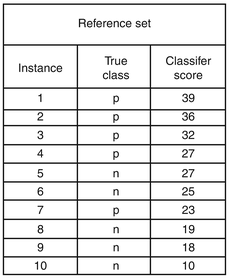 Reference set
Instance True class Classifer score
1 p 39
2 p 36
3 p 32
4 p 27
5 n 27
6 n 25
7 p 23
8 n 19
9 n 18
10 n 10